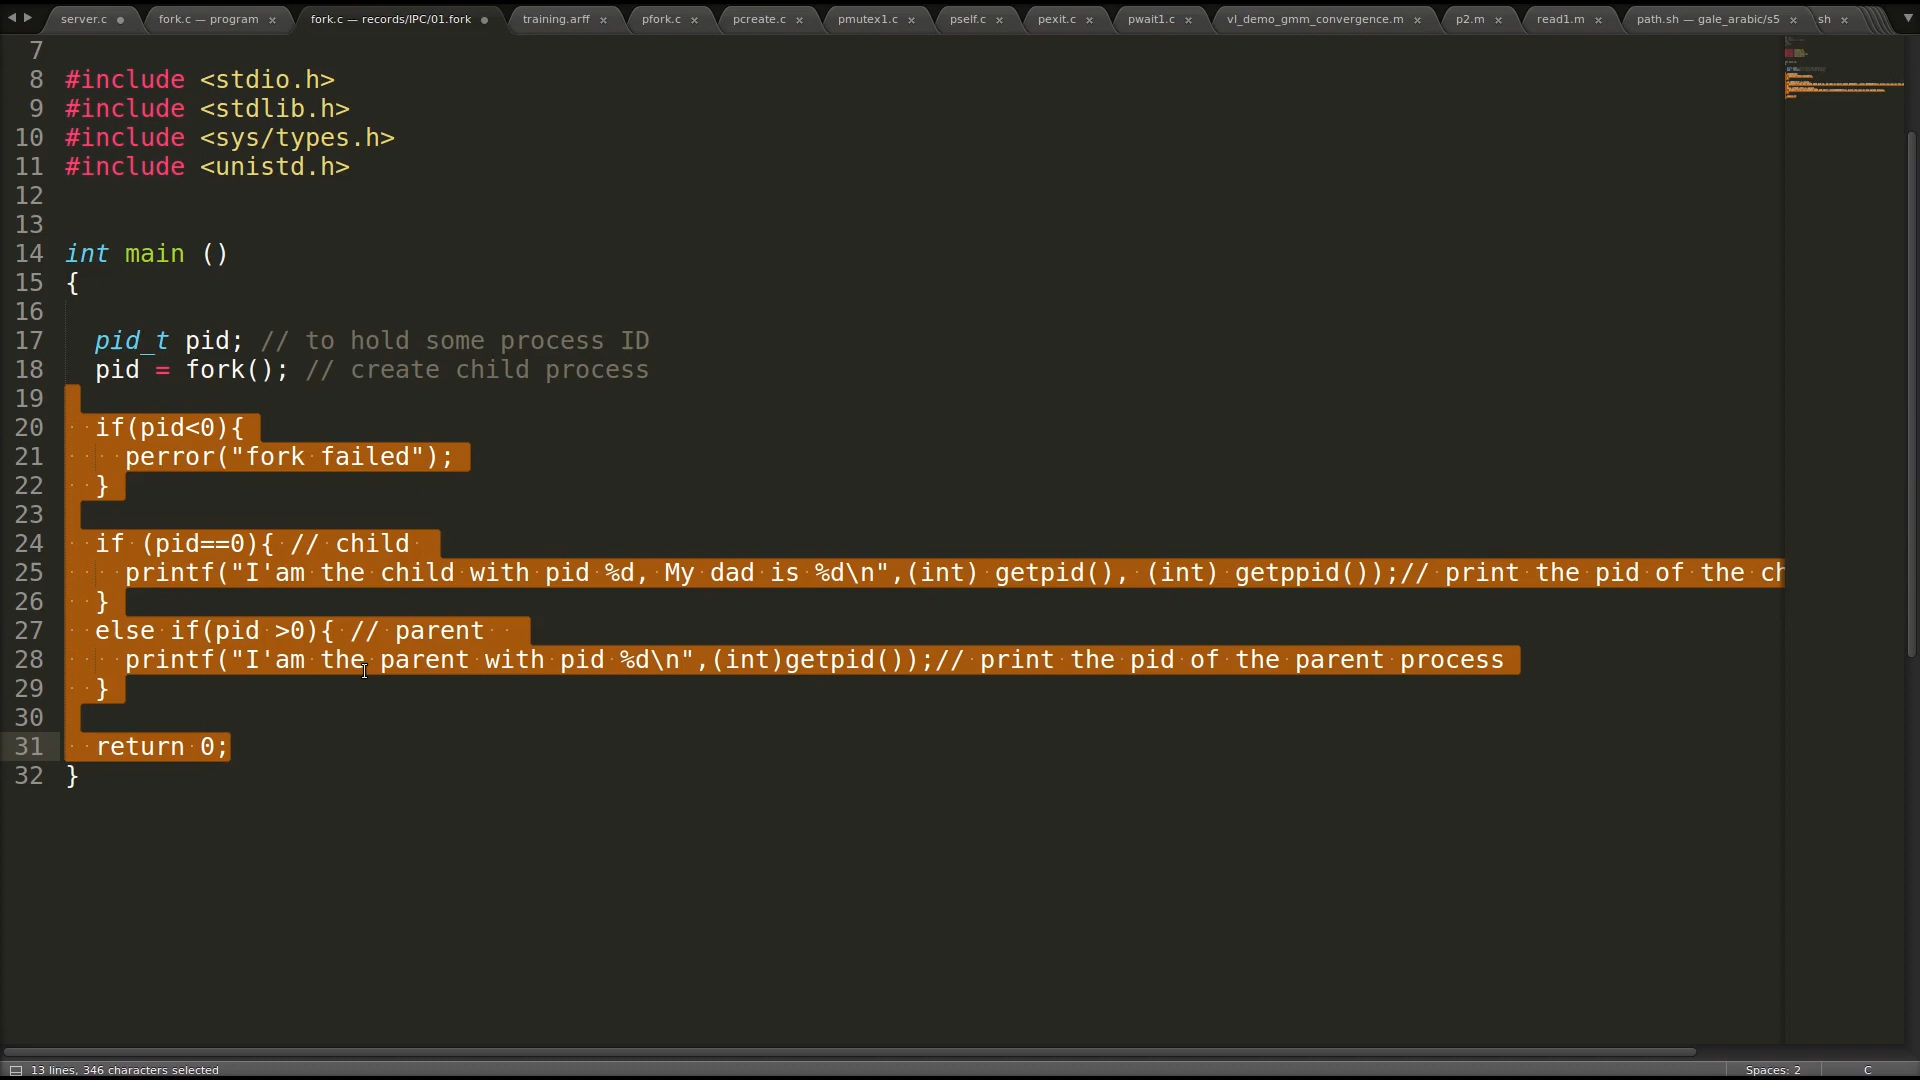 server.c
fork.c — program
fork.c — records/IPC/01.fork
training.arff
pfork.c
pcreate.c
pmutex1.c
pself.c
pexit.c
pwait1.c
vl_demo_gmm_convergence.m
p2.m
read1.m
path.sh — gale_arabic/s5
sh
7
8 #include <stdio.h>
9 #include <stdlib.h>
10 #include <sys/types.h>
11 #include <unistd.h>
12
13
14 int main ()
15 {
16
17 pid_t pid; // to hold some process ID
18 pid = fork(); // create child process
19
20 if(pid<0){
21 perror("fork failed");
22 }
23
24 if (pid==0){ // child
25 printf("I'am the child with pid %d, My dad is %d\n",(int) getpid(), (int) getppid());// print the pid of the ch
26 }
27 else if(pid >0){ // parent
28 printf("I'am the parent with pid %d\n",(int)getpid());// print the pid of the parent process
29 }
30
31 return 0;
32 }
13 lines, 346 characters selected
Spaces: 2
C